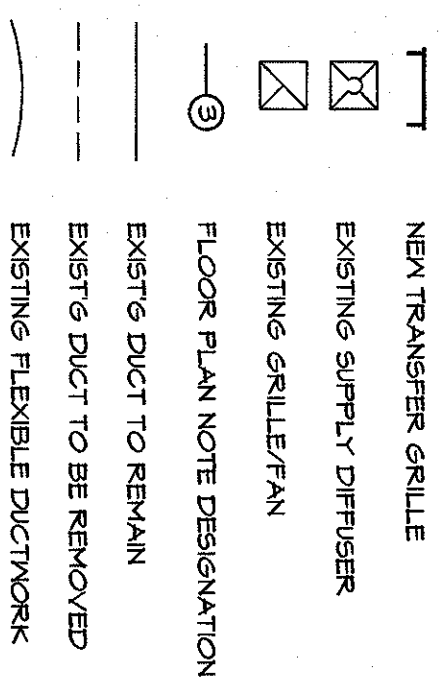 NEW TRANSFER GRILLE
EXISTING SUPPLY DIFFUSER
EXISTING GRILLE/FAN
3 FLOOR PLAN NOTE DESIGNATION
EXIST'G DUCT TO REMAIN
EXIST'G DUCT TO BE REMOVED
EXISTING FLEXIBLE DUCTWORK